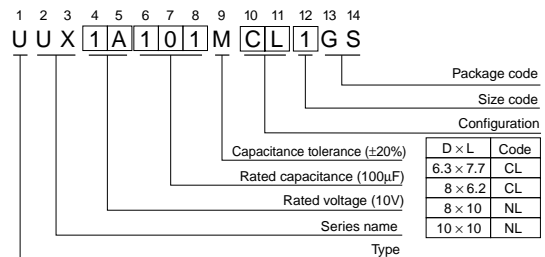 1 2 3 4 5 6 7 8 9 10 11 12 13 14
U U X 1 A 1 0 1 M C L 1 G S
Package code
Size code
Configuration
Capacitance tolerance (±20%)
Rated capacitance (100µF)
Rated voltage (10V)
Series name
Type
D × L Code
6.3 × 7.7 CL
8 × 6.2 CL
8 × 10 NL
10 × 10 NL